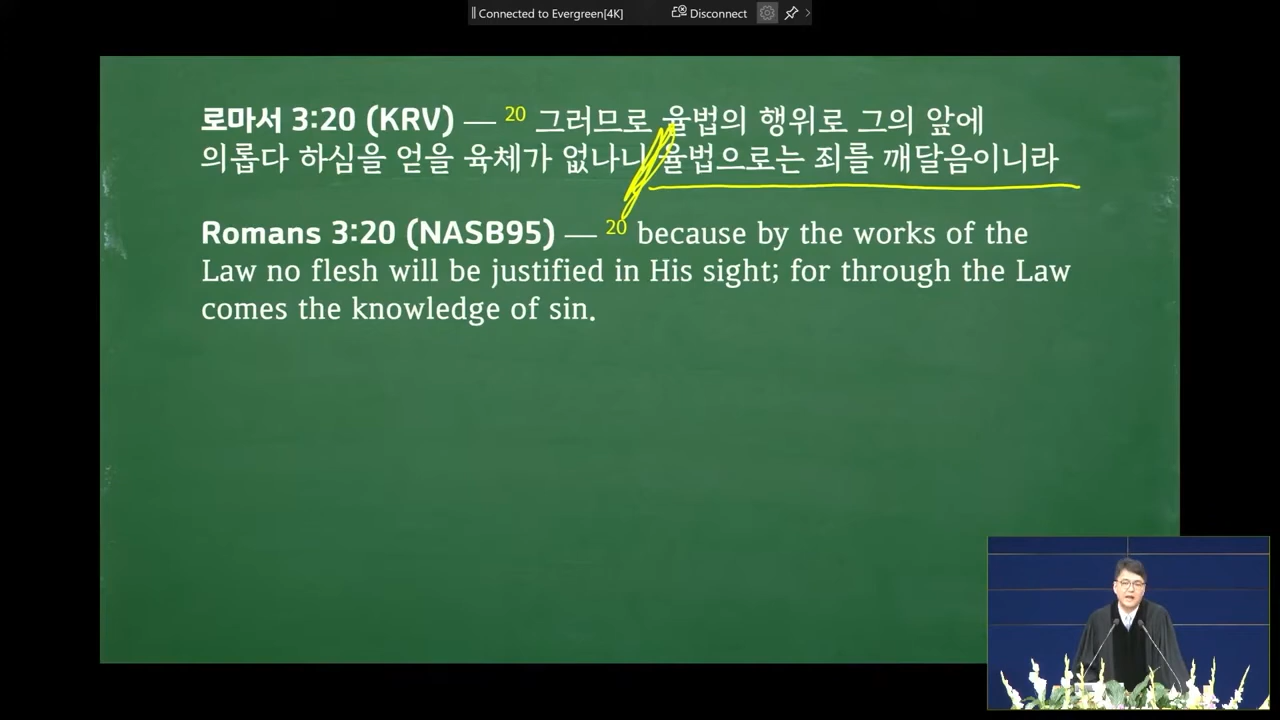 Connected to Evergreen[4K] Disconnect
로마서 3:20 (KRV) — 20 그러므로 율법의 행위로 그의 앞에
의롭다 하심을 얻을 육체가 없나니 율법으로는 죄를 깨달음이니라
Romans 3:20 (NASB95) — 20 because by the works of the
Law no flesh will be justified in His sight; for through the Law
comes the knowledge of sin.